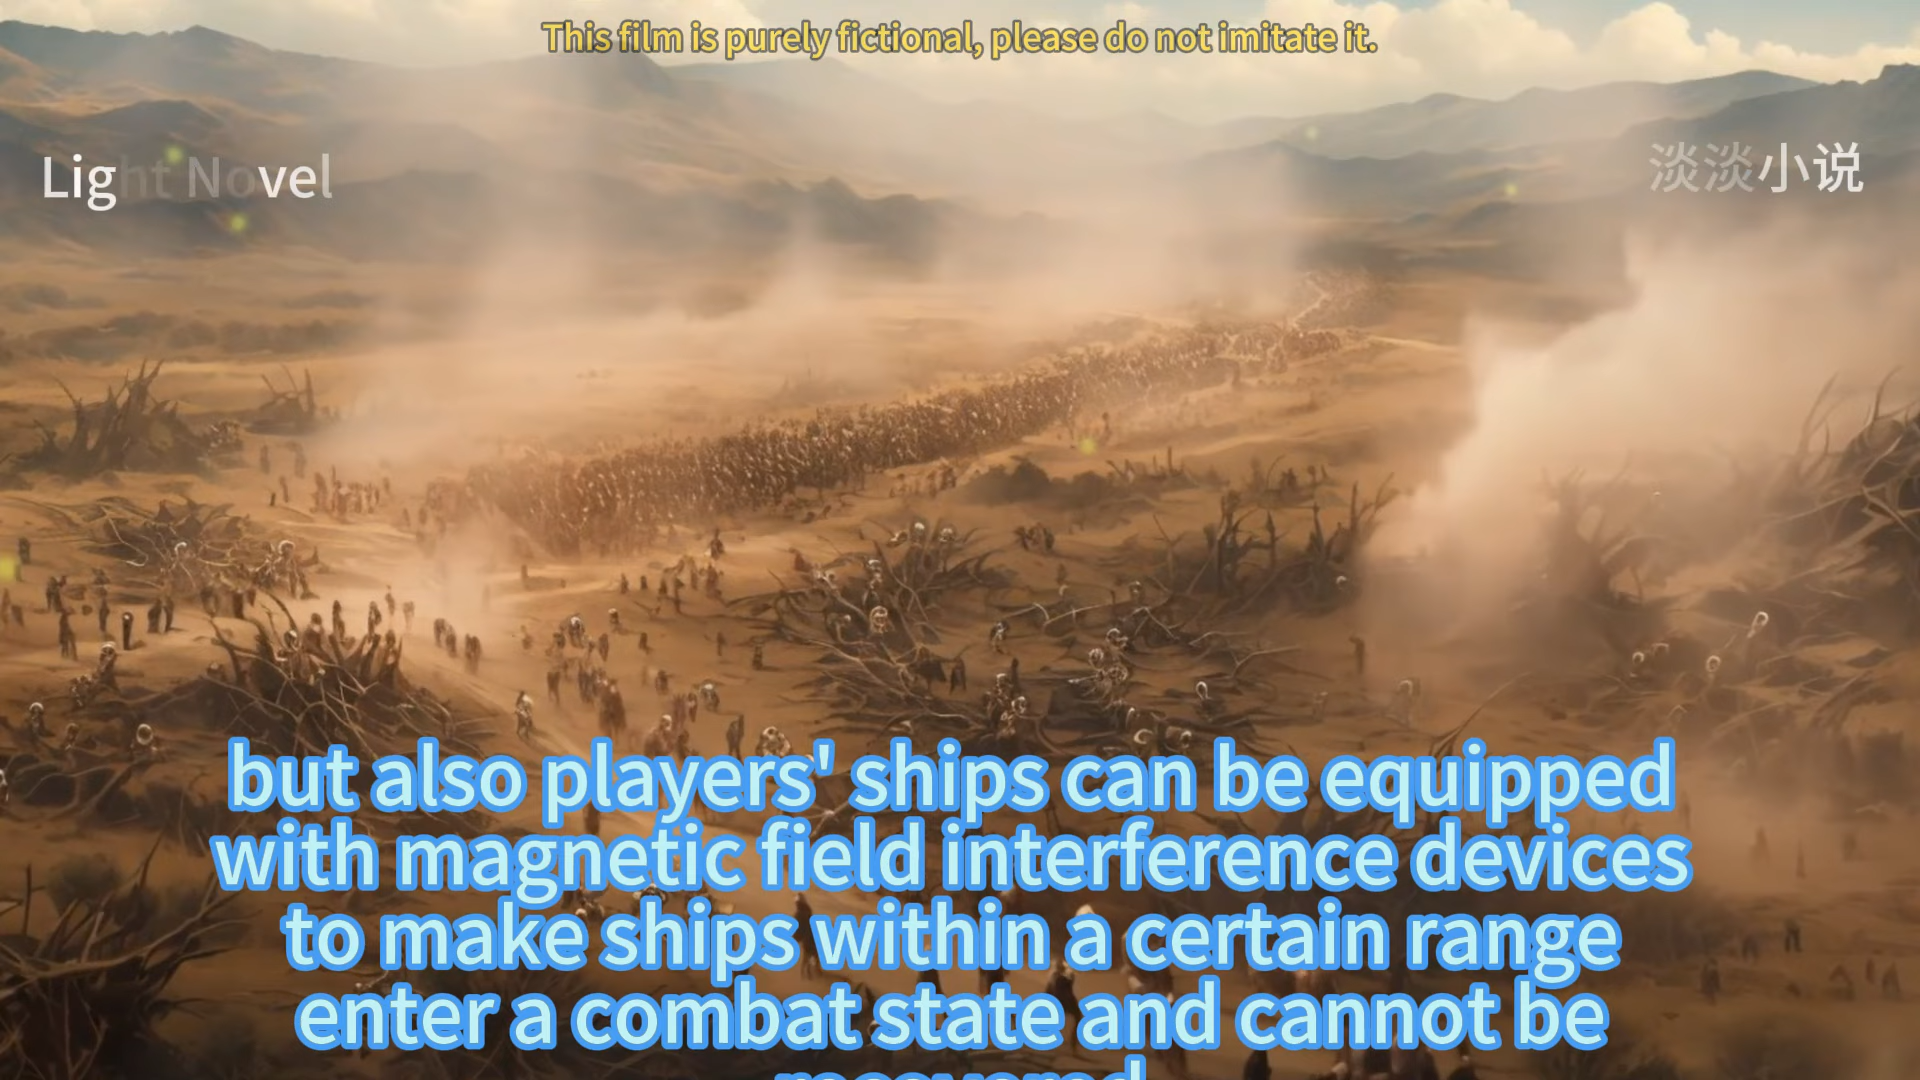 This film is purely fictional, please do not imitate it.
Light Novel
淡淡小说
but also players' ships can be equipped
with magnetic field interference devices
to make ships within a certain range
enter a combat state and cannot be